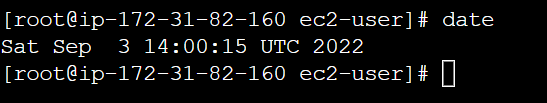 [root@ip-172-31-82-160 ec2-user]# date
Sat Sep  3 14:00:15 UTC 2022
[root@ip-172-31-82-160 ec2-user]#